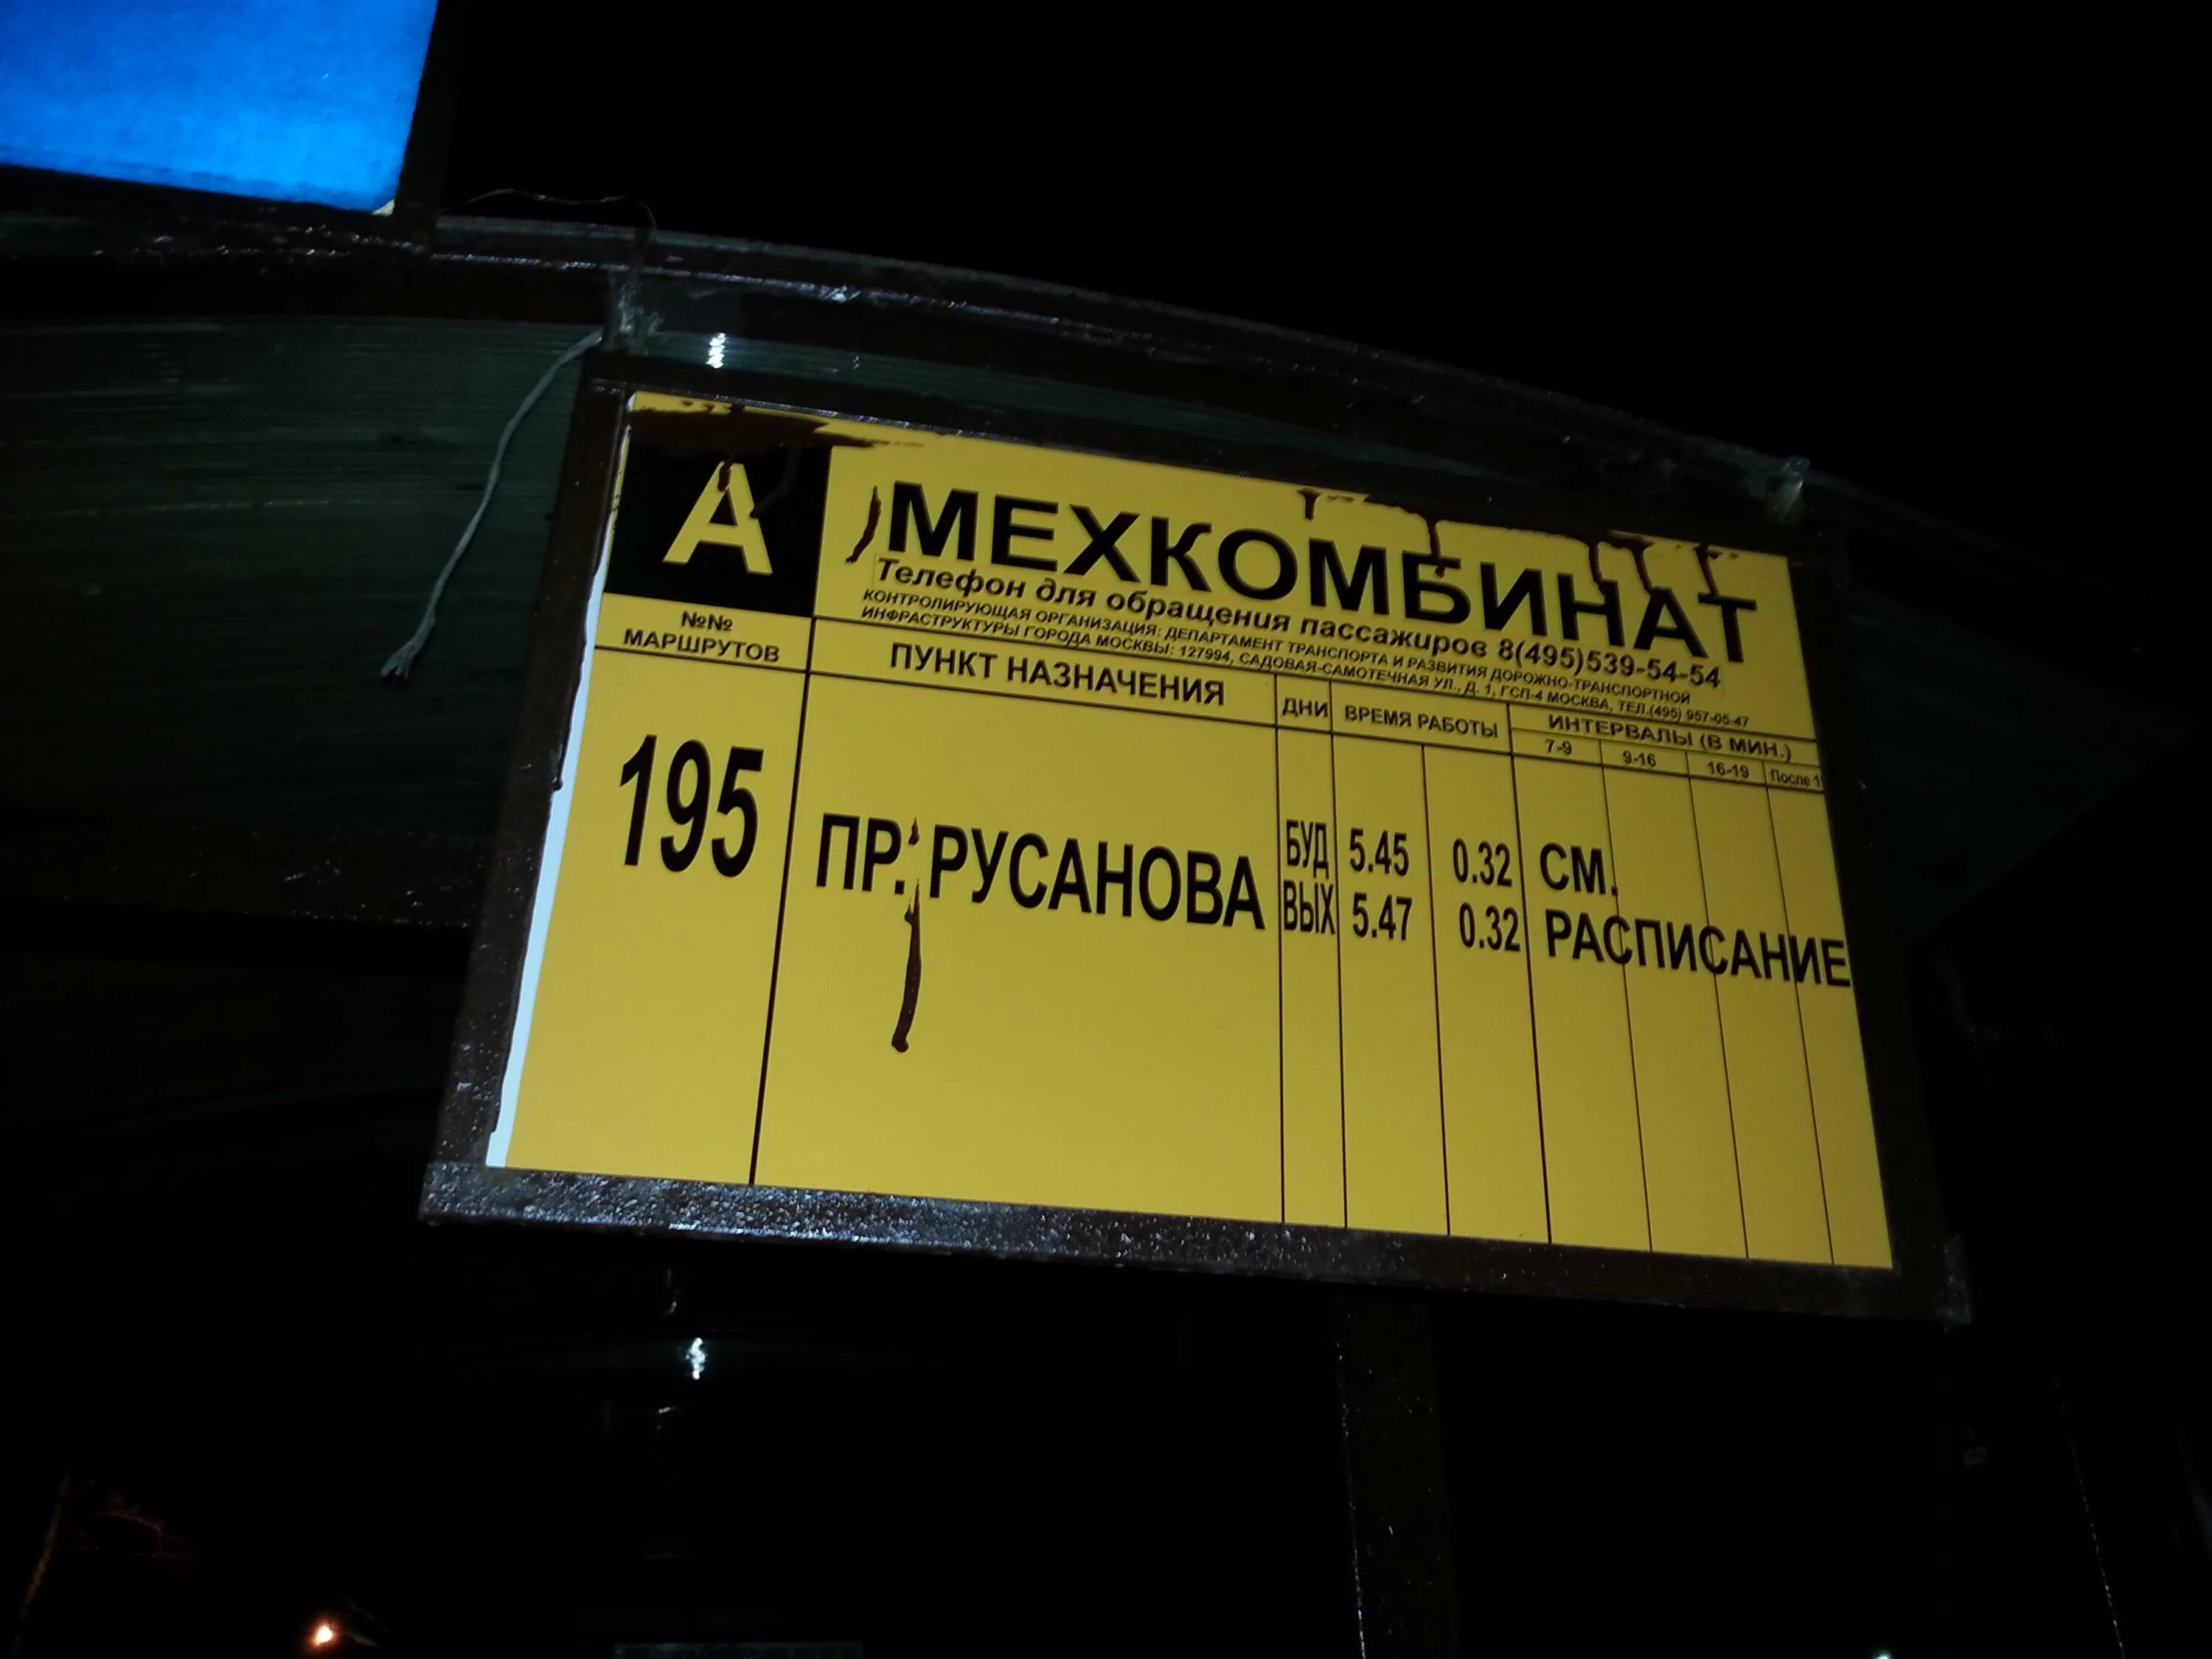 А
МЕХКОМБИНАТ
Телефон для обращения пассажиров 8(495)539-54-54
КОНТРОЛИРУЮЩАЯ ОРГАНИЗАЦИЯ: ДЕПАРТАМЕНТ ТРАНСПОРТА И РАЗВИТИЯ ДОРОЖНО-ТРАНСПОРТНОЙ
ИНФРАСТРУКТУРЫ ГОРОДА МОСКВЫ: 127994, САДОВАЯ-САМОТЕЧНАЯ УЛ., Д. 1, ГСП-4 МОСКВА, ТЕЛ.(495) 957-05-47
№№
МАРШРУТОВ
ПУНКТ НАЗНАЧЕНИЯ
ДНИ
ВРЕМЯ РАБОТЫ
ИНТЕРВАЛЫ (В МИН.)
7-9 9-16 16-19 После
195
ПР. РУСАНОВА
БУД 5.45 0.32 СМ.
ВЫХ 5.47 0.32 РАСПИСАНИЕ